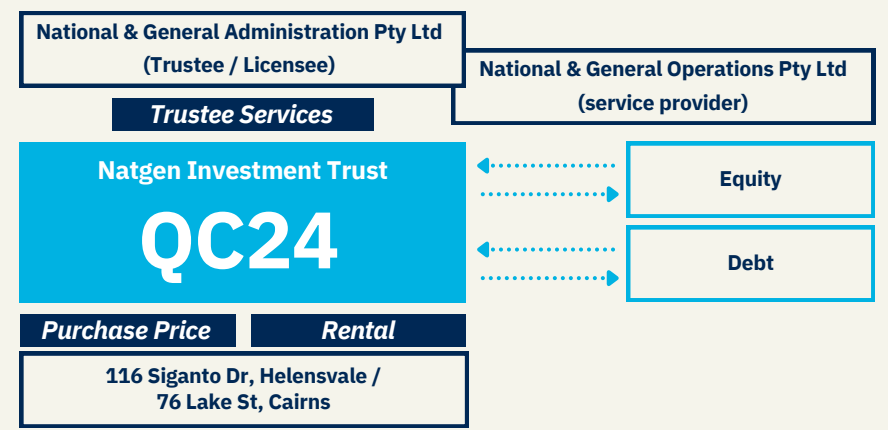 National & General Administration Pty Ltd
(Trustee / Licensee)
National & General Operations Pty Ltd
(service provider)
Trustee Services
Natgen Investment Trust
QC24
Equity
Debt
Purchase Price
Rental
116 Siganto Dr, Helensvale /
76 Lake St, Cairns